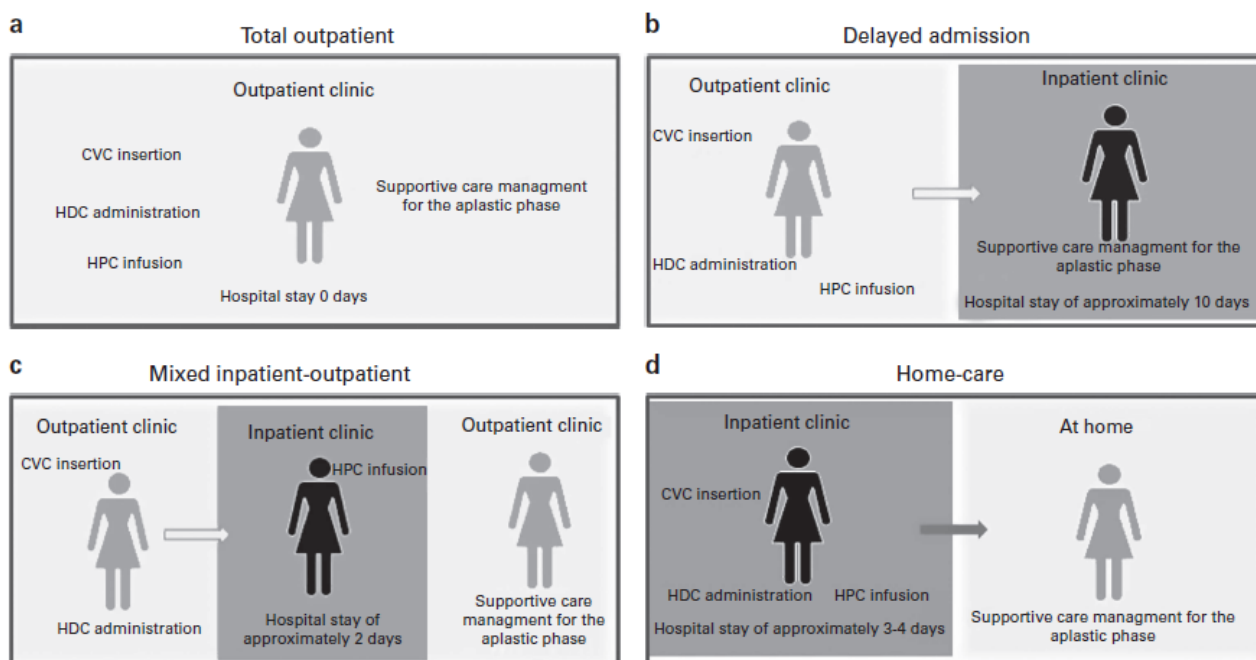 a
Total outpatient
Outpatient clinic
CVC insertion
HDC administration
HPC infusion
Supportive care managment
for the aplastic phase
Hospital stay 0 days
b
Delayed admission
Outpatient clinic
CVC insertion
HDC administration
HPC infusion
Inpatient clinic
Supportive care managment for the
aplastic phase
Hospital stay of approximately 10 days
c
Mixed inpatient-outpatient
Outpatient clinic
CVC insertion
HDC administration
Inpatient clinic
HPC infusion
Hospital stay of
approximately 2 days
Outpatient clinic
Supportive care
managment for the
aplastic phase
d
Home-care
Inpatient clinic
CVC insertion
HDC administration
HPC infusion
Hospital stay of approximately 3-4 days
At home
Supportive care managment for the
aplastic phase